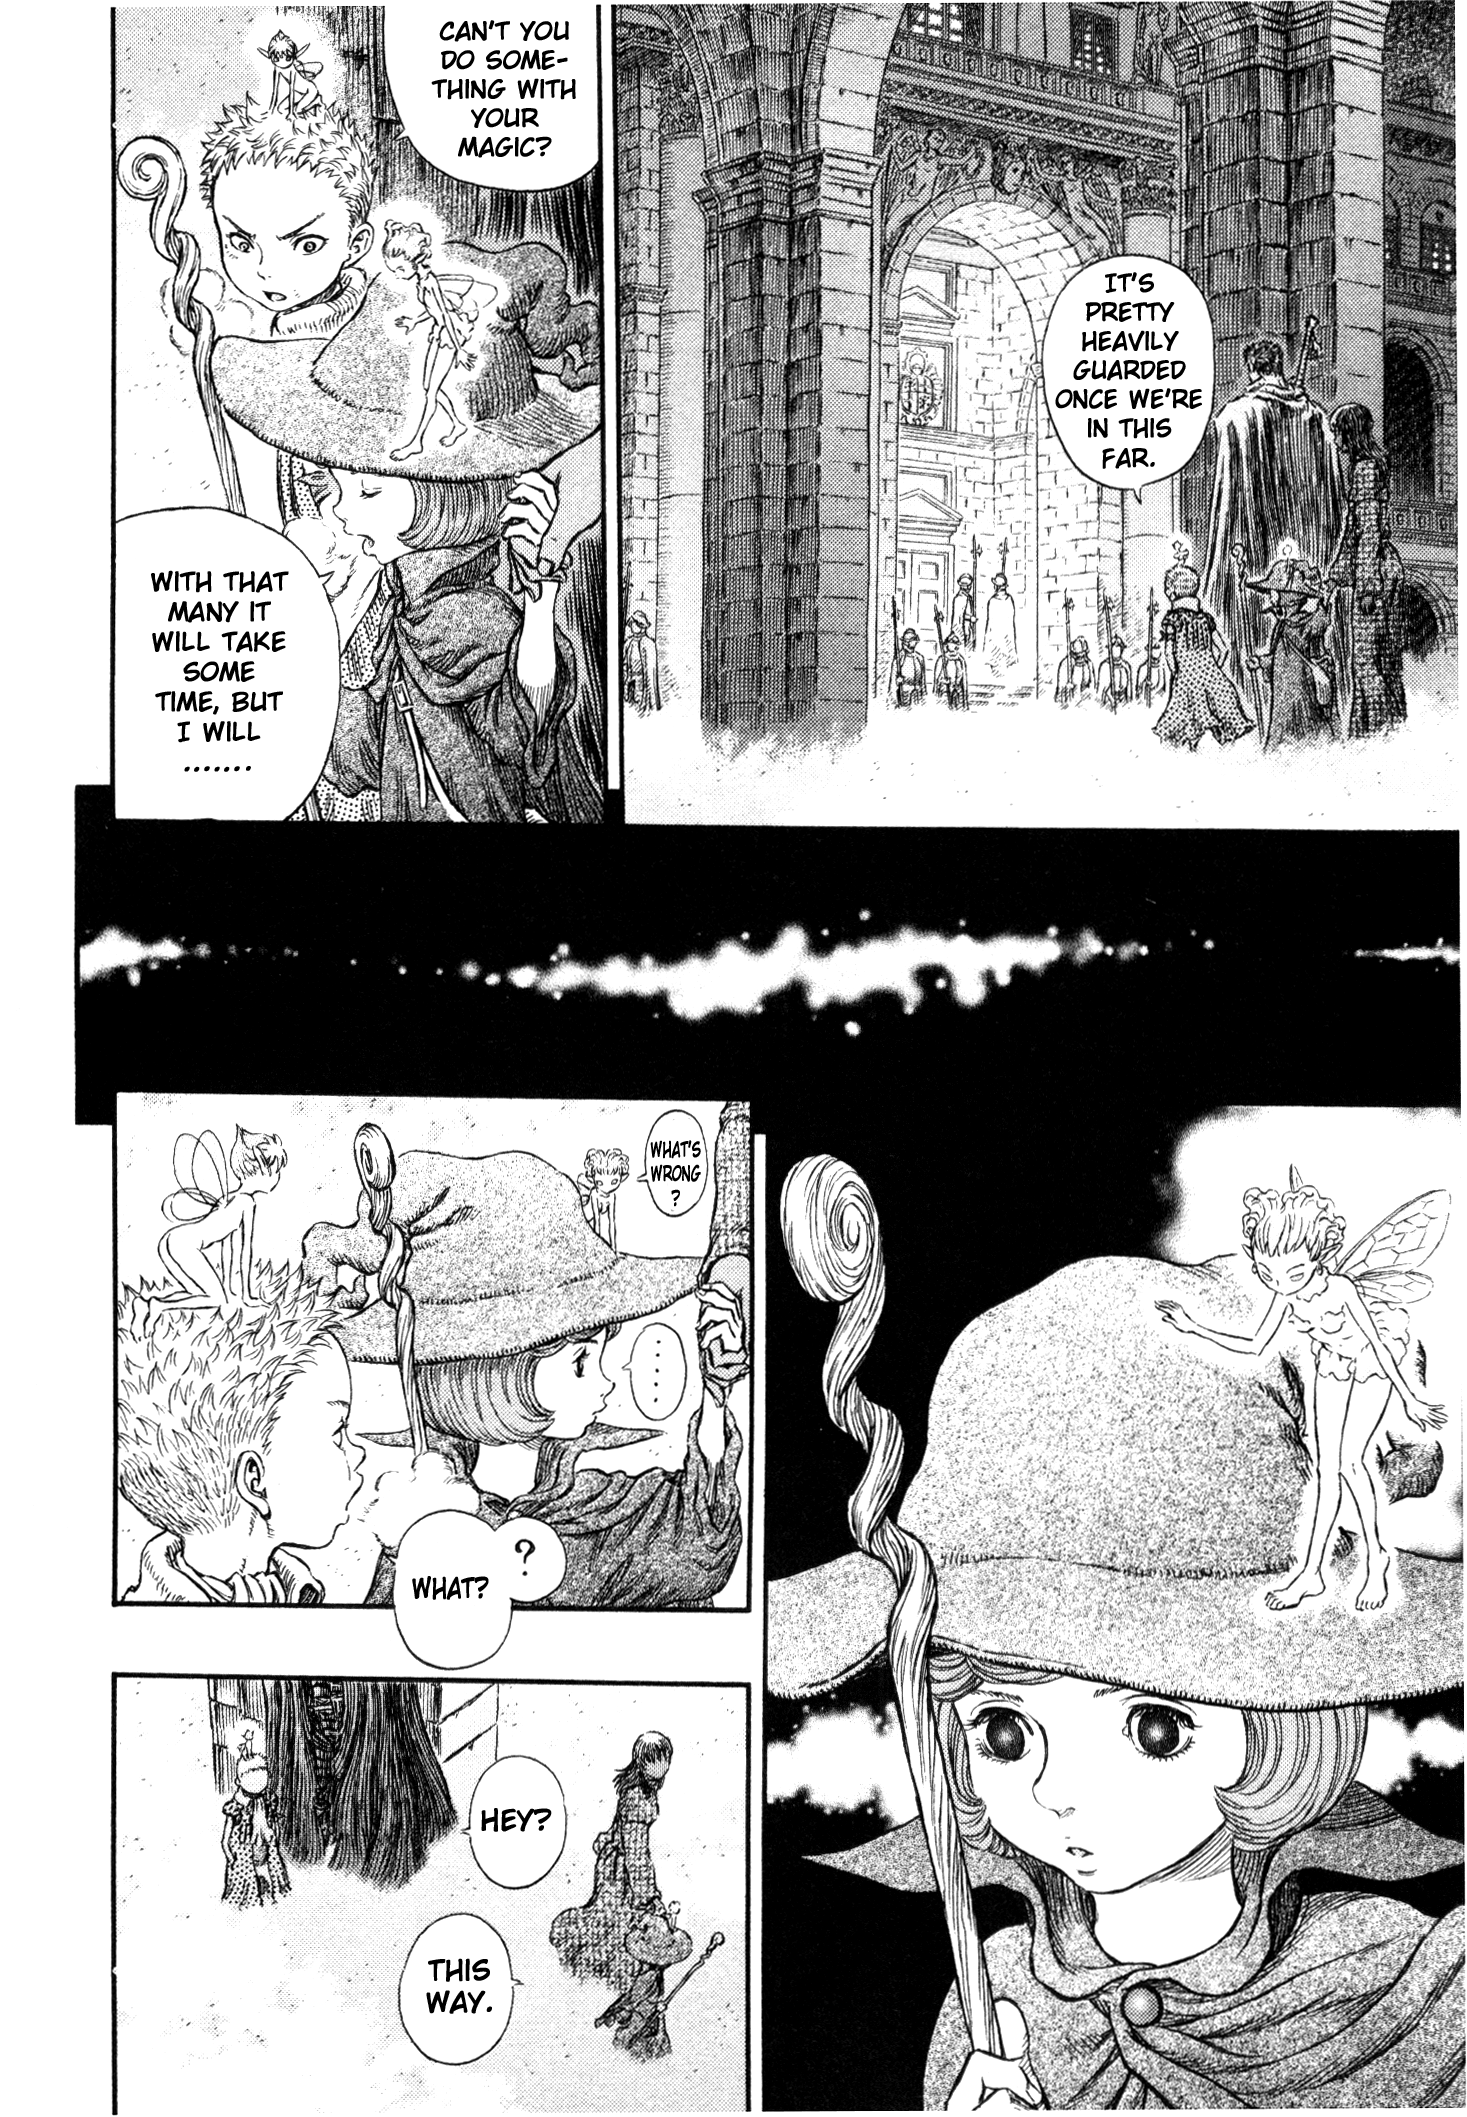 IT'S
PRETTY
HEAVILY
GUARDED
ONCE WE'RE
IN THIS
FAR.
CAN'T YOU
DO SOME-
THING WITH
YOUR
MAGIC?
WITH THAT
MANY IT
WILL TAKE
SOME
TIME, BUT
I WILL
.......
WHAT'S
WRONG
?
....
?
WHAT?
HEY?
THIS
WAY.